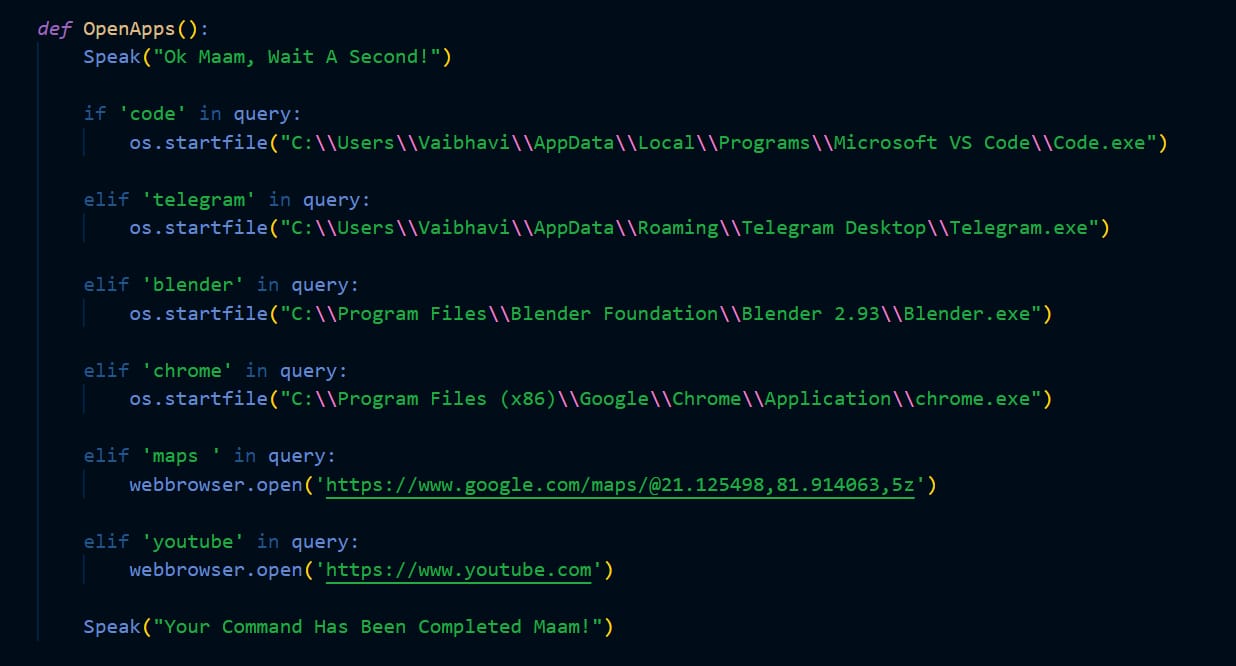 def OpenApps():
    Speak("Ok Maam, Wait A Second!")
    if 'code' in query:
        os.startfile("C:\\Users\\Vaibhavi\\AppData\\Local\\Programs\\Microsoft VS Code\\Code.exe")
    elif 'telegram' in query:
        os.startfile("C:\\Users\\Vaibhavi\\AppData\\Roaming\\Telegram Desktop\\Telegram.exe")
    elif 'blender' in query:
        os.startfile("C:\\Program Files\\Blender Foundation\\Blender 2.93\\Blender.exe")
    elif 'chrome' in query:
        os.startfile("C:\\Program Files (x86)\\Google\\Chrome\\Application\\chrome.exe")
    elif 'maps ' in query:
        webbrowser.open('https://www.google.com/maps/@21.125498,81.914063,5z')
    elif 'youtube' in query:
        webbrowser.open('https://www.youtube.com')
    Speak("Your Command Has Been Completed Maam!")